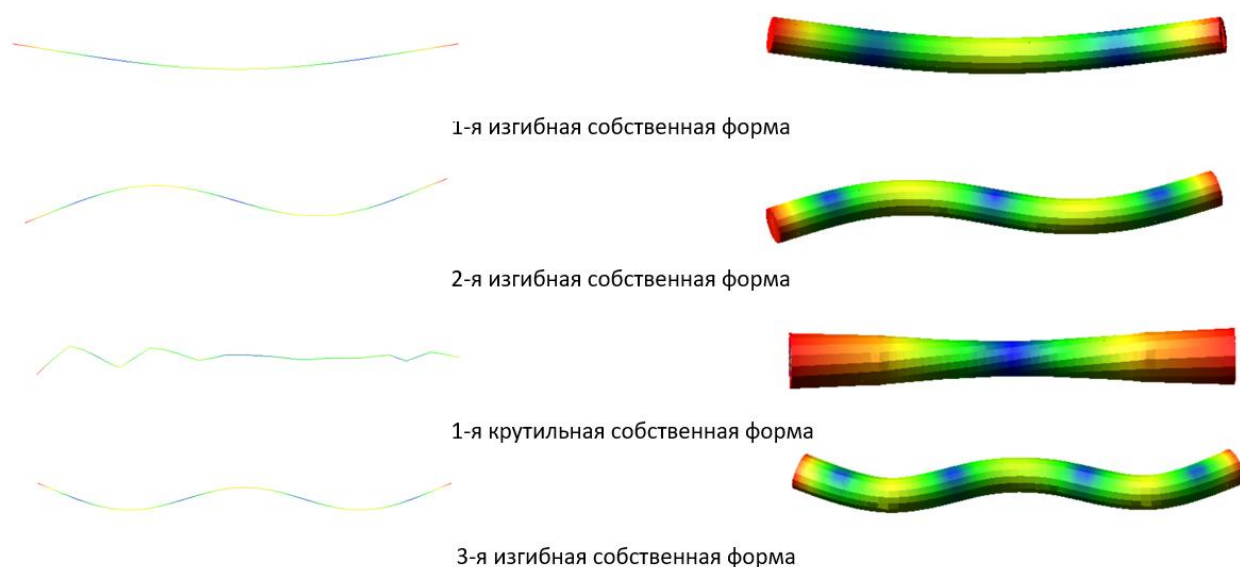 1-я изгибная собственная форма
2-я изгибная собственная форма
1-я крутильная собственная форма
3-я изгибная собственная форма